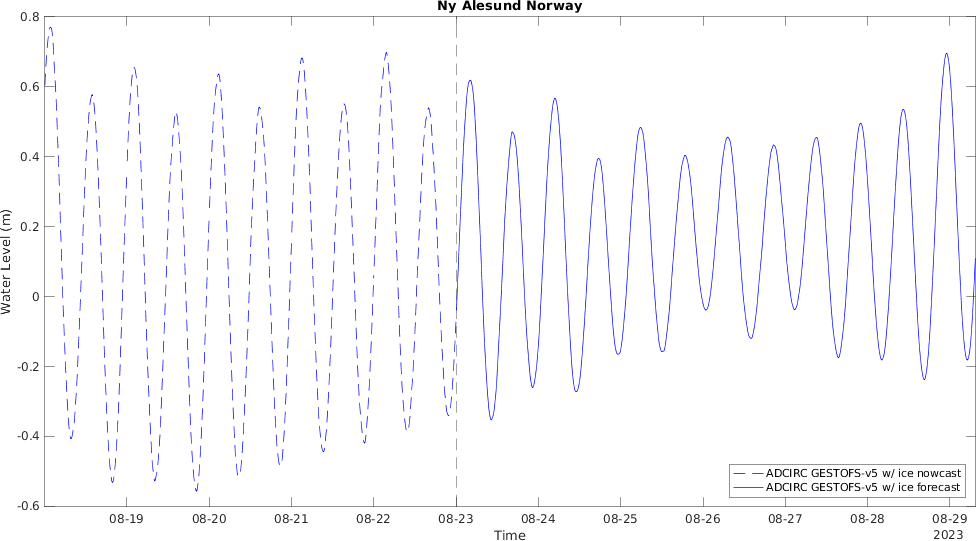 Ny Alesund Norway
0.8
0.6
0.4
0.2
0
-0.2
-0.4
-0.6
Water Level (m)
08-19 08-20 08-21 08-22 08-23 08-24 08-25 08-26 08-27 08-28 08-29
Time
2023
ADCIRC GESTOFS-v5 w/ ice nowcast
ADCIRC GESTOFS-v5 w/ ice forecast